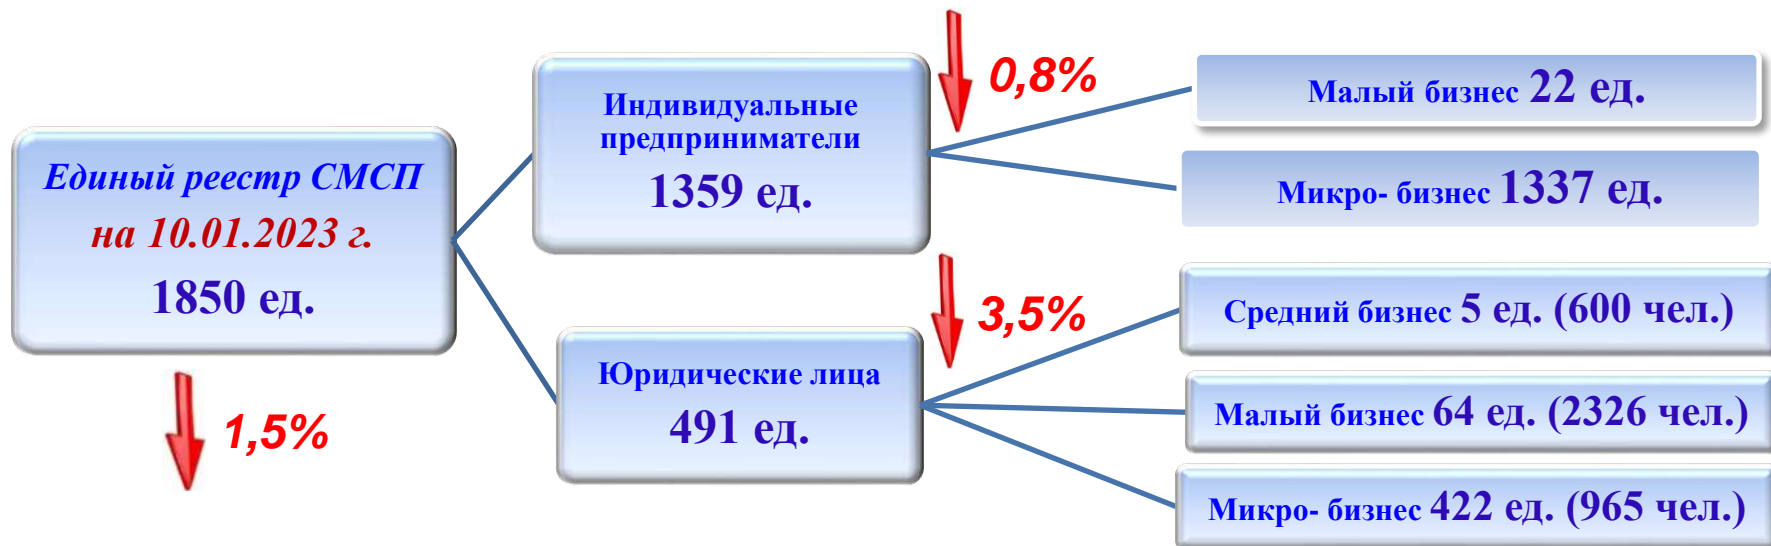 Единый реестр СМСП
на 10.01.2023 г.
1850 ед.
1,5%
Индивидуальные
предприниматели
1359 ед.
0,8%
Малый бизнес 22 ед.
Микро- бизнес 1337 ед.
Юридические лица
491 ед.
3,5%
Средний бизнес 5 ед. (600 чел.)
Малый бизнес 64 ед. (2326 чел.)
Микро- бизнес 422 ед. (965 чел.)